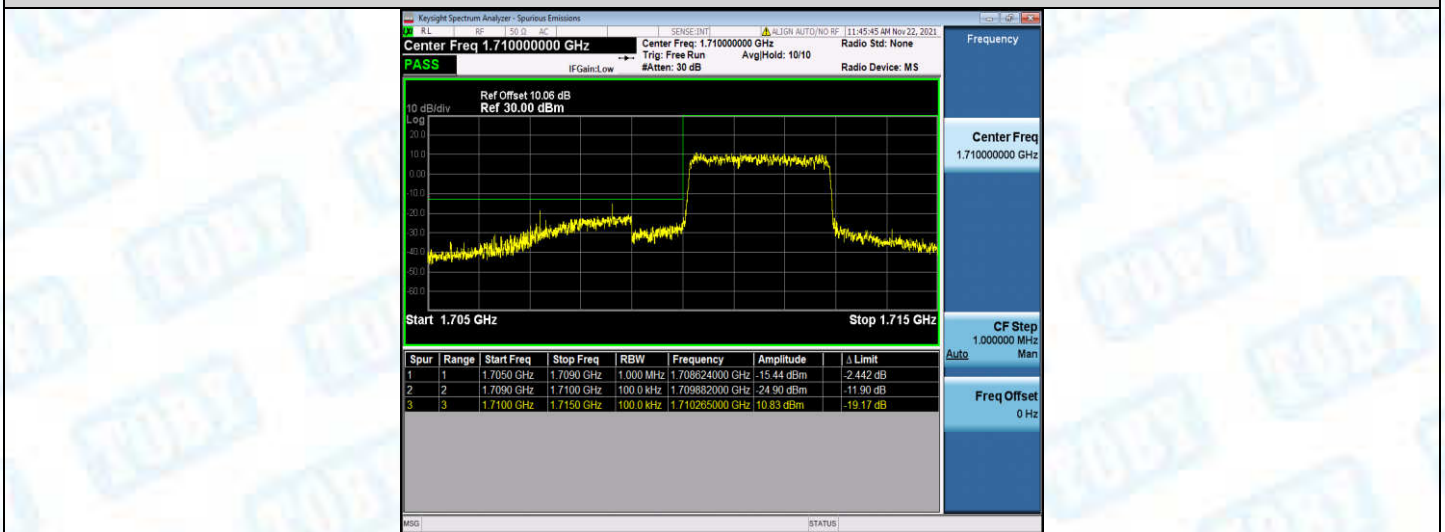 Keysight Spectrum Analyzer - Spurious Emissions
RL RF 50 Ω AC SENSE:INT ALIGN AUTO/NO RF 11:45:45 AM Nov 22, 2021
Center Freq 1.710000000 GHz Center Freq: 1.710000000 GHz Radio Std: None
Trig: Free Run Avg|Hold: 10/10
PASS IFGain:Low #Atten: 30 dB Radio Device: MS
Frequency
Ref Offset 10.06 dB
10 dB/div Ref 30.00 dBm
Log
20.0
10.0
0.00
-10.0
-20.0
-30.0
-40.0
-50.0
-60.0
Start 1.705 GHz Stop 1.715 GHz
Center Freq
1.710000000 GHz
CF Step
1.000000 MHz
Auto Man
Freq Offset
0 Hz
Spur Range Start Freq Stop Freq RBW Frequency Amplitude Δ Limit
1 1 1.7050 GHz 1.7090 GHz 1.000 MHz 1.708624000 GHz -15.44 dBm -2.442 dB
2 2 1.7090 GHz 1.7100 GHz 100.0 kHz 1.709882000 GHz -24.90 dBm -11.90 dB
3 3 1.7100 GHz 1.7150 GHz 100.0 kHz 1.710265000 GHz 10.83 dBm -19.17 dB
MSG STATUS